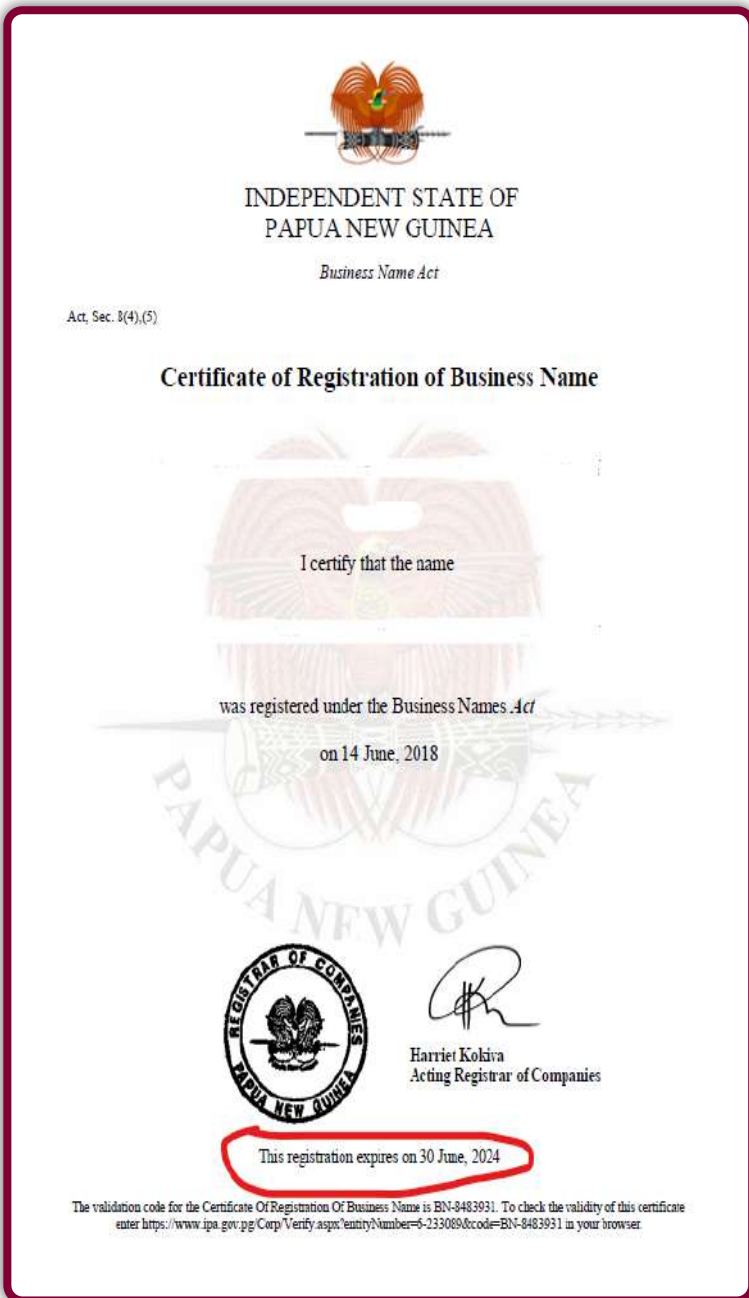 INDEPENDENT STATE OF
PAPUA NEW GUINEA
Business Name Act
Act, Sec. 8(4),(5)
Certificate of Registration of Business Name
I certify that the name
was registered under the Business Names Act
on 14 June, 2018
PAPUA NEW GUINEA
REGISTRAR OF COMPANIES
PAPUA NEW GUINEA
Harriet Kokiva
Acting Registrar of Companies
This registration expires on 30 June, 2024
The validation code for the Certificate Of Registration Of Business Name is BN-8483931. To check the validity of this certificate
enter https://www.ipa.gov.pg/Corp/Verify.aspx?entityNumber=6-233089&code=BN-8483931 in your browser.